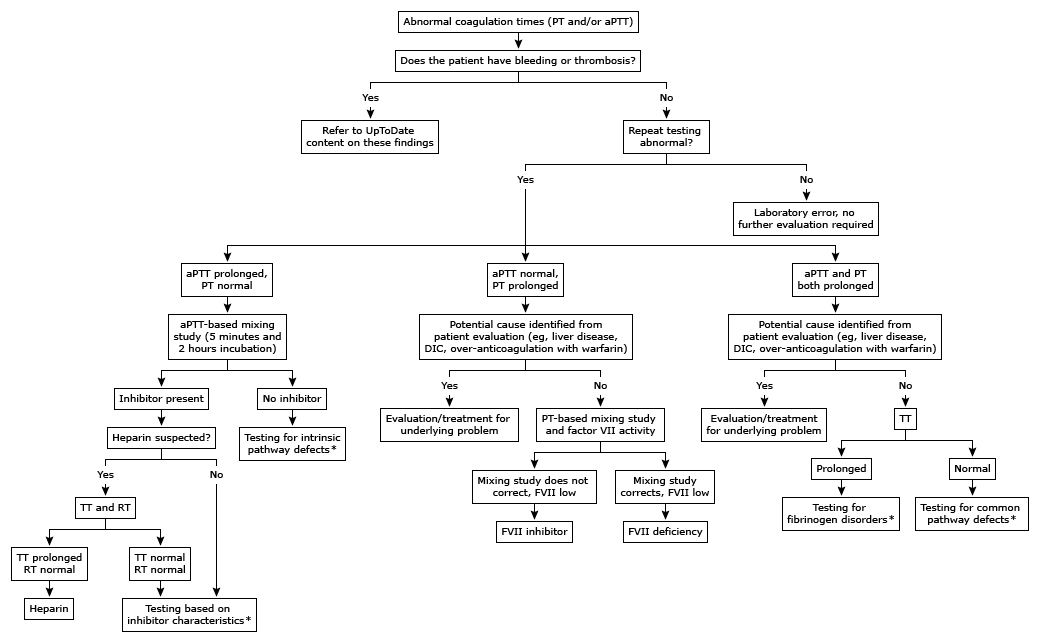 Abnormal coagulation times (PT and/or aPTT)
Does the patient have bleeding or thrombosis?
Yes
No
Refer to UpToDate
content on these findings
Repeat testing
abnormal?
Yes
No
Laboratory error, no
further evaluation required
aPTT prolonged,
PT normal
aPTT normal,
PT prolonged
aPTT and PT
both prolonged
aPTT-based mixing
study (5 minutes and
2 hours incubation)
Potential cause identified from
patient evaluation (eg, liver disease,
DIC, over-anticoagulation with warfarin)
Potential cause identified from
patient evaluation (eg, liver disease,
DIC, over-anticoagulation with warfarin)
Inhibitor present
No inhibitor
Yes
No
Yes
No
Heparin suspected?
Testing for intrinsic
pathway defects*
Evaluation/treatment for
underlying problem
PT-based mixing study
and factor VII activity
Evaluation/treatment
for underlying problem
TT
Yes
No
Mixing study does not
correct, FVII low
Mixing study
corrects, FVII low
Prolonged
Normal
TT and RT
FVII inhibitor
FVII deficiency
Testing for
fibrinogen disorders*
Testing for common
pathway defects*
TT prolonged
RT normal
TT normal
RT normal
Heparin
Testing based on
inhibitor characteristics*